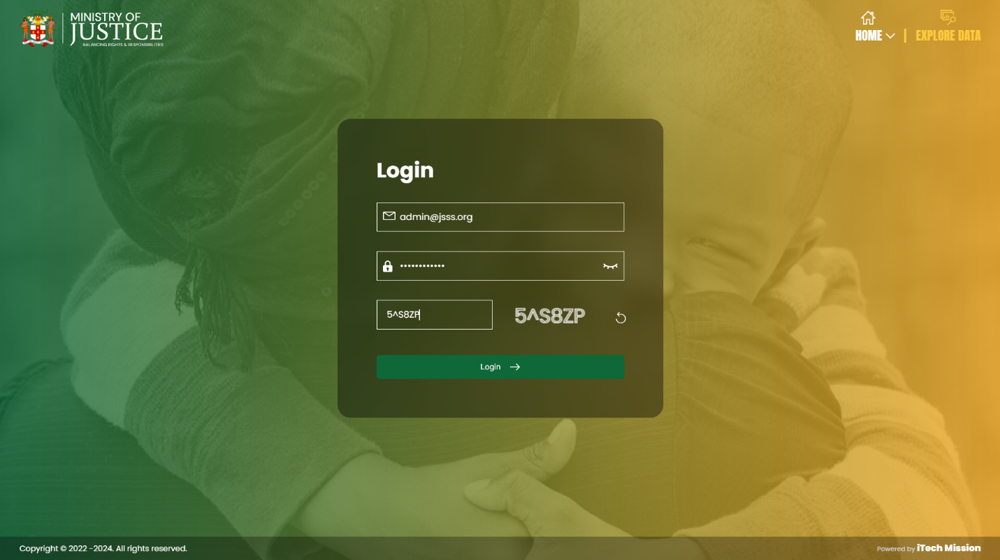 MINISTRY OF
JUSTICE
BALANCING RIGHTS & RESPONSIBILITIES
HOME
EXPLORE DATA
Login
admin@jsss.org
••••••••••••
5^S8ZP
5^S8ZP
Login
Copyright © 2022 -2024. All rights reserved.
Powered by iTech Mission